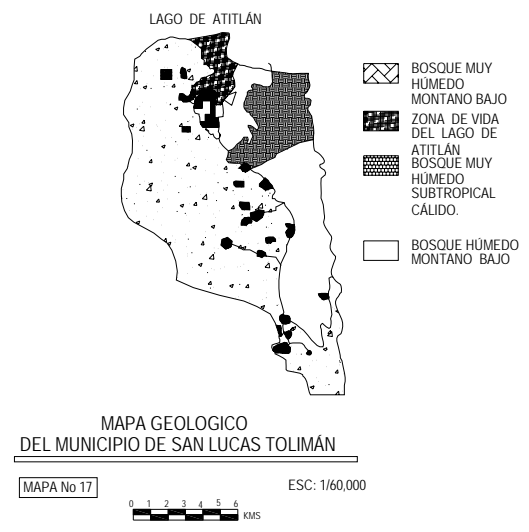 LAGO DE ATITLÁN
BOSQUE MUY
HÚMEDO
MONTANO BAJO
ZONA DE VIDA
DEL LAGO DE
ATITLÁN
BOSQUE MUY
HÚMEDO
SUBTROPICAL
CÁLIDO.
BOSQUE HÚMEDO
MONTANO BAJO
MAPA GEOLOGICO
DEL MUNICIPIO DE SAN LUCAS TOLIMÁN
MAPA No 17
ESC: 1/60,000
0 1 2 3 4 5 6
KMS